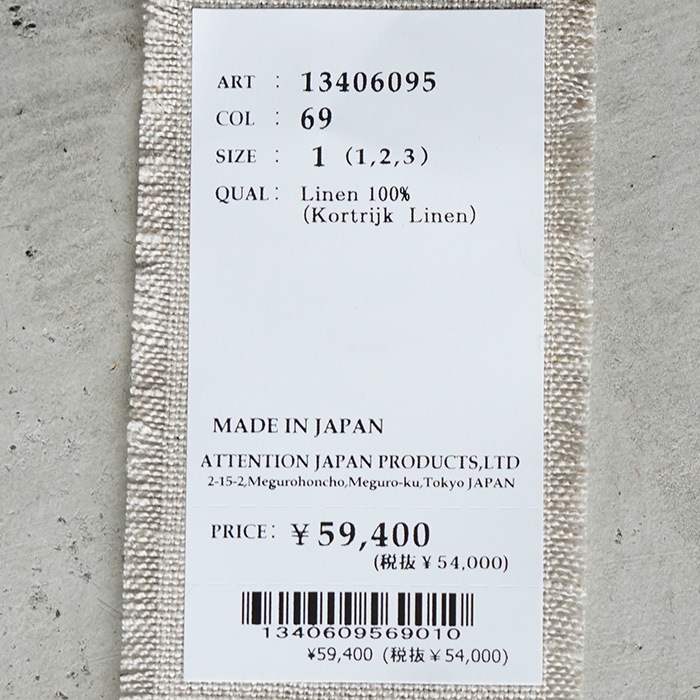 ART : 13406095
COL : 69
SIZE : 1 (1,2,3)
QUAL: Linen 100%
(Kortrijk Linen)
MADE IN JAPAN
ATTENTION JAPAN PRODUCTS,LTD
2-15-2,Megurohoncho,Meguro-ku,Tokyo JAPAN
PRICE: ¥59,400
(税抜¥54,000)
1340609569010
¥59,400 (税抜¥54,000)